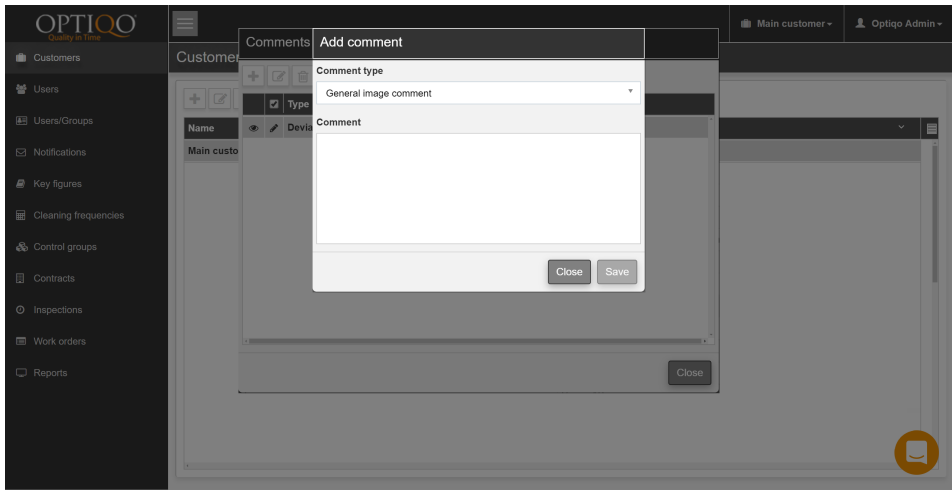 OPTIQO
Quality in Time
Main customer
Optiqo Admin
Customers
Users
Users/Groups
Notifications
Key figures
Cleaning frequencies
Control groups
Contracts
Inspections
Work orders
Reports
Customer
Name
Main custo
Comments
Type
Devia
Close
Add comment
Comment type
General image comment
Comment
Close
Save